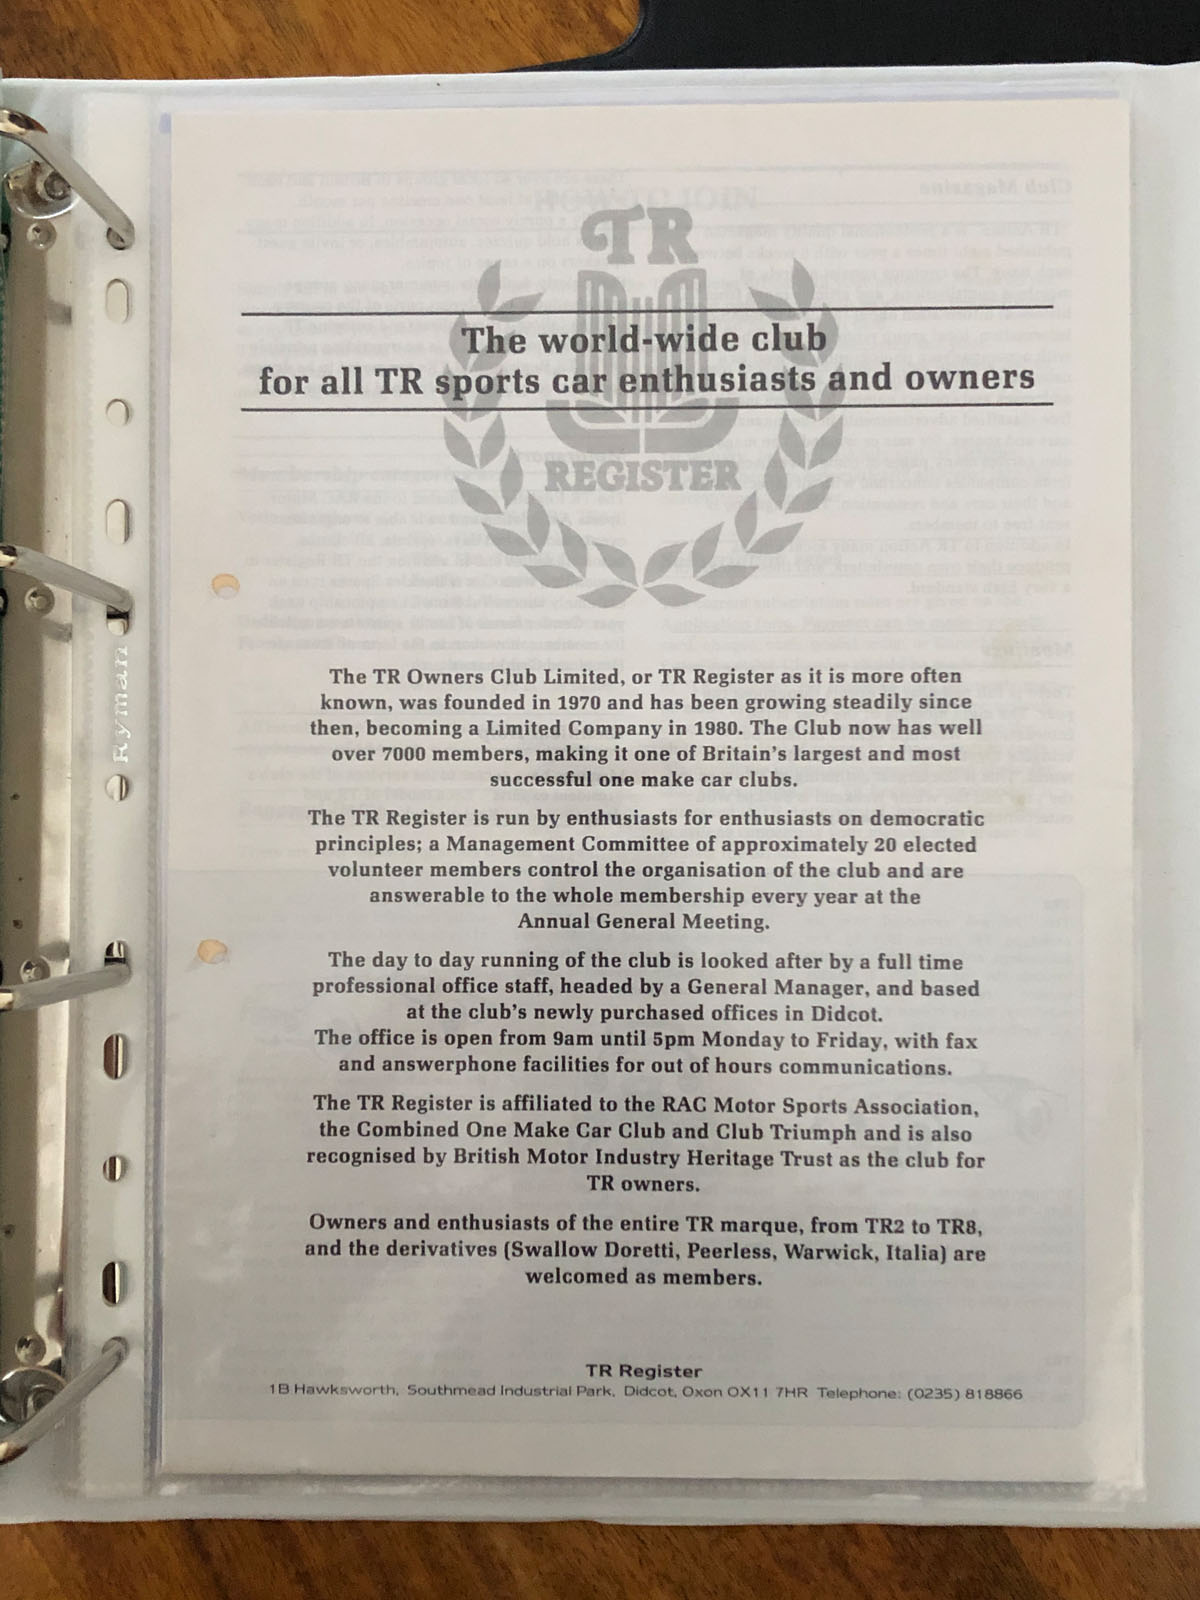 TR
The world-wide club
for all TR sports car enthusiasts and owners
REGISTER
The TR Owners Club Limited, or TR Register as it is more often
known, was founded in 1970 and has been growing steadily since
then, becoming a Limited Company in 1980. The Club now has well
over 7000 members, making it one of Britain's largest and most
successful one make car clubs.
The TR Register is run by enthusiasts for enthusiasts on democratic
principles; a Management Committee of approximately 20 elected
volunteer members control the organisation of the club and are
answerable to the whole membership every year at the
Annual General Meeting.
The day to day running of the club is looked after by a full time
professional office staff, headed by a General Manager, and based
at the club's newly purchased offices in Didcot.
The office is open from 9am until 5pm Monday to Friday, with fax
and answerphone facilities for out of hours communications.
The TR Register is affiliated to the RAC Motor Sports Association,
the Combined One Make Car Club and Club Triumph and is also
recognised by British Motor Industry Heritage Trust as the club for
TR owners.
Owners and enthusiasts of the entire TR marque, from TR2 to TR8,
and the derivatives (Swallow Doretti, Peerless, Warwick, Italia) are
welcomed as members.
TR Register
1B Hawksworth, Southmead Industrial Park, Didcot, Oxon OX11 7HR Telephone: (0235) 818866
Ryman